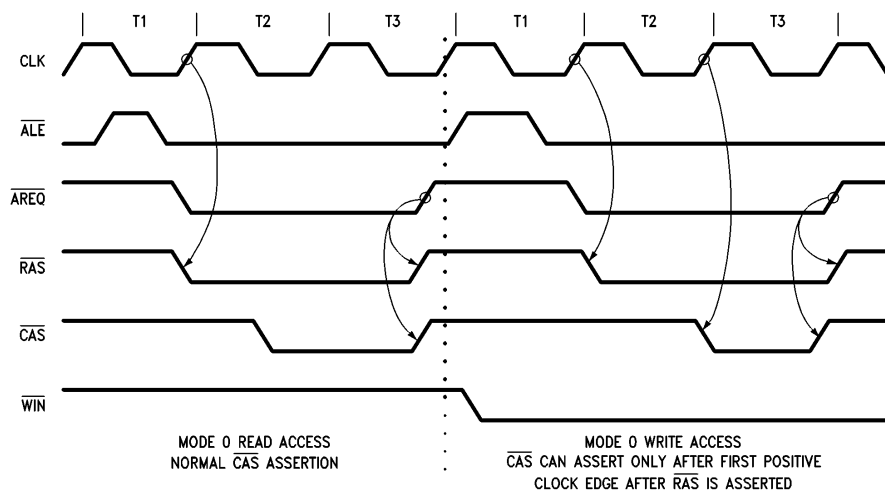 T1 T2 T3 T1 T2 T3
CLK
ALE
AREQ
RAS
CAS
WIN
MODE 0 READ ACCESS
NORMAL CAS ASSERTION
MODE 0 WRITE ACCESS
CAS CAN ASSERT ONLY AFTER FIRST POSITIVE
CLOCK EDGE AFTER RAS IS ASSERTED